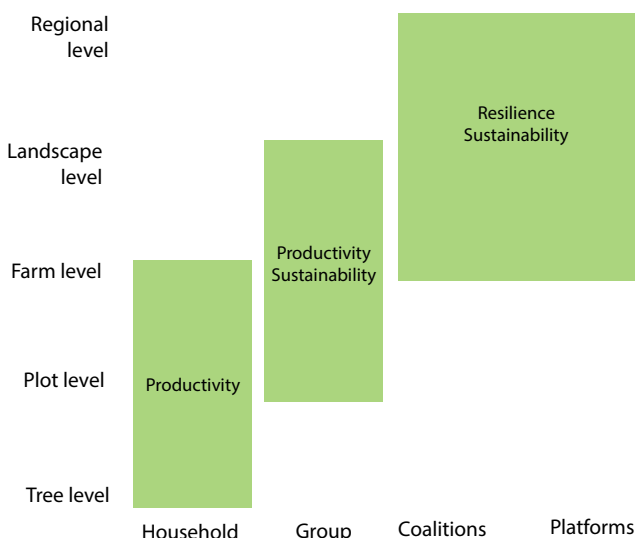 Regional
level
Resilience
Sustainability
Landscape
level
Productivity
Sustainability
Farm level
Plot level
Productivity
Tree level
Household
Group
Coalitions
Platforms